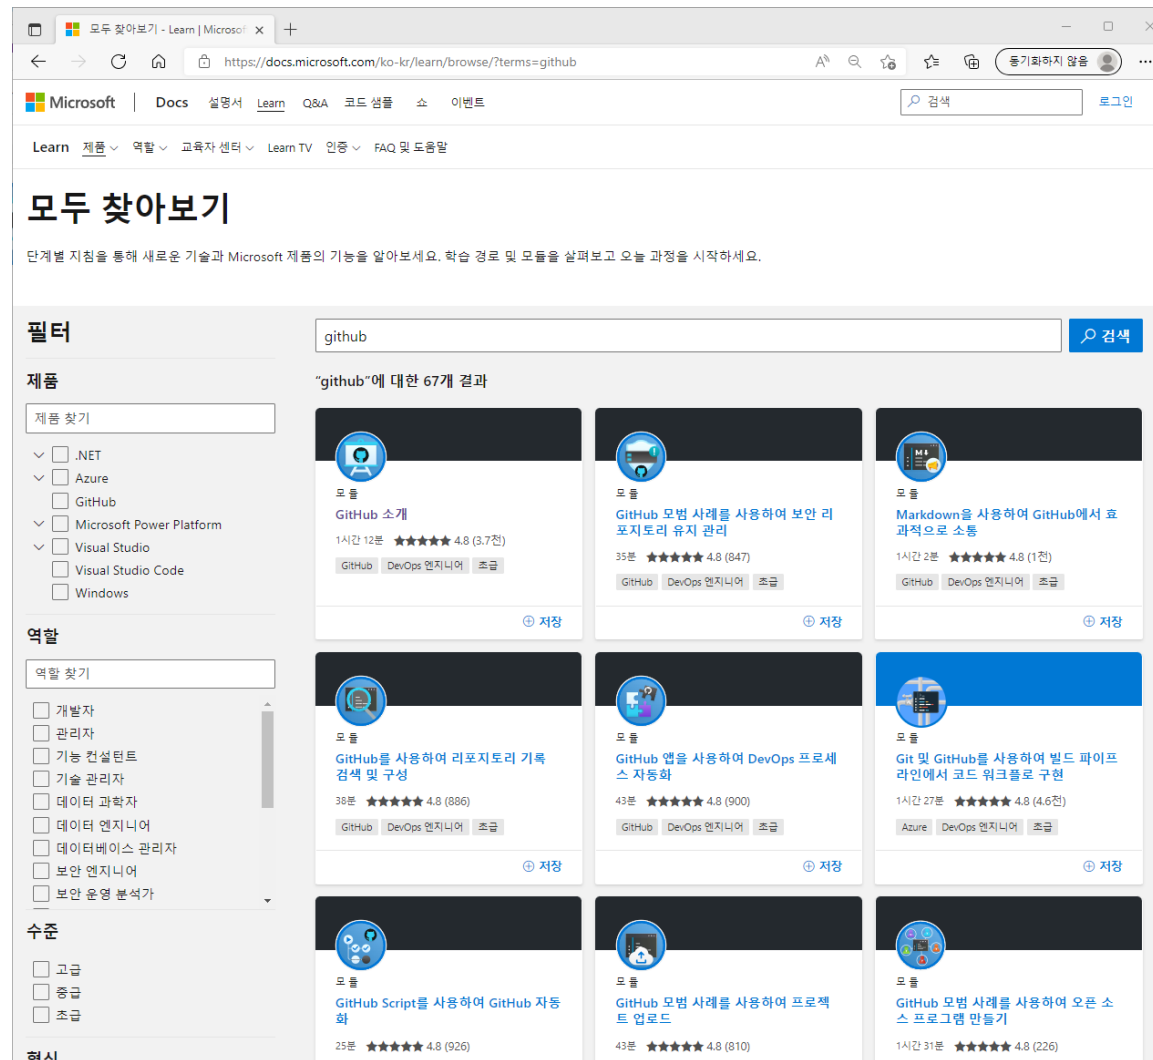 모두 찾아보기 - Learn | Microsof
https://docs.microsoft.com/ko-kr/learn/browse/?terms=github
동기화하지 않음
Microsoft
Docs 설명서 Learn Q&A 코드 샘플 쇼 이벤트
검색
로그인
Learn 제품 역할 교육자 센터 Learn TV 인증 FAQ 및 도움말
모두 찾아보기
단계별 지침을 통해 새로운 기술과 Microsoft 제품의 기능을 알아보세요. 학습 경로 및 모듈을 살펴보고 오늘 과정을 시작하세요.
필터
제품
제품 찾기
.NET
Azure
GitHub
Microsoft Power Platform
Visual Studio
Visual Studio Code
Windows
역할
역할 찾기
개발자
관리자
기능 컨설턴트
기술 관리자
데이터 과학자
데이터 엔지니어
데이터베이스 관리자
보안 엔지니어
보안 운영 분석가
수준
고급
중급
초급
형식
github
검색
“github”에 대한 67개 결과
모듈
GitHub 소개
1시간 12분 ★★★★★ 4.8 (3.7천)
GitHub DevOps 엔지니어 초급
저장
모듈
GitHub 모범 사례를 사용하여 보안 리
포지토리 유지 관리
35분 ★★★★★ 4.8 (847)
GitHub DevOps 엔지니어 초급
저장
M↓
모듈
Markdown을 사용하여 GitHub에서 효
과적으로 소통
1시간 2분 ★★★★★ 4.8 (1천)
GitHub DevOps 엔지니어 초급
저장
모듈
GitHub를 사용하여 리포지토리 기록
검색 및 구성
38분 ★★★★★ 4.8 (886)
GitHub DevOps 엔지니어 초급
저장
모듈
GitHub 앱을 사용하여 DevOps 프로세
스 자동화
43분 ★★★★★ 4.8 (900)
GitHub DevOps 엔지니어 초급
저장
모듈
Git 및 GitHub를 사용하여 빌드 파이프
라인에서 코드 워크플로 구현
1시간 27분 ★★★★★ 4.8 (4.6천)
Azure DevOps 엔지니어 초급
저장
모듈
GitHub Script를 사용하여 GitHub 자동
화
25분 ★★★★★ 4.8 (926)
모듈
GitHub 모범 사례를 사용하여 프로젝
트 업로드
43분 ★★★★★ 4.8 (810)
모듈
GitHub 모범 사례를 사용하여 오픈 소
스 프로그램 만들기
1시간 31분 ★★★★★ 4.8 (226)